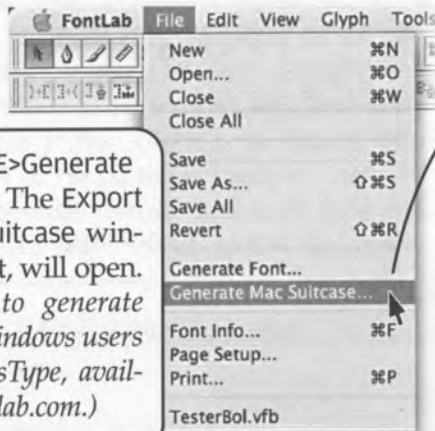 FontLab File Edit View Glyph Tools
New ⌘N
Open... ⌘O
Close ⌘W
Close All
Save ⌘S
Save As... ⇧⌘S
Save All
Revert ⇧⌘R
Generate Font...
Generate Mac Suitcase...
Font Info... ⌘F
Page Setup...
Print... ⌘P
TesterBol.vfb
E>Generate
The Export
uitcase win-
t, will open.
to generate
indows users
sType, avail-
lab.com.)